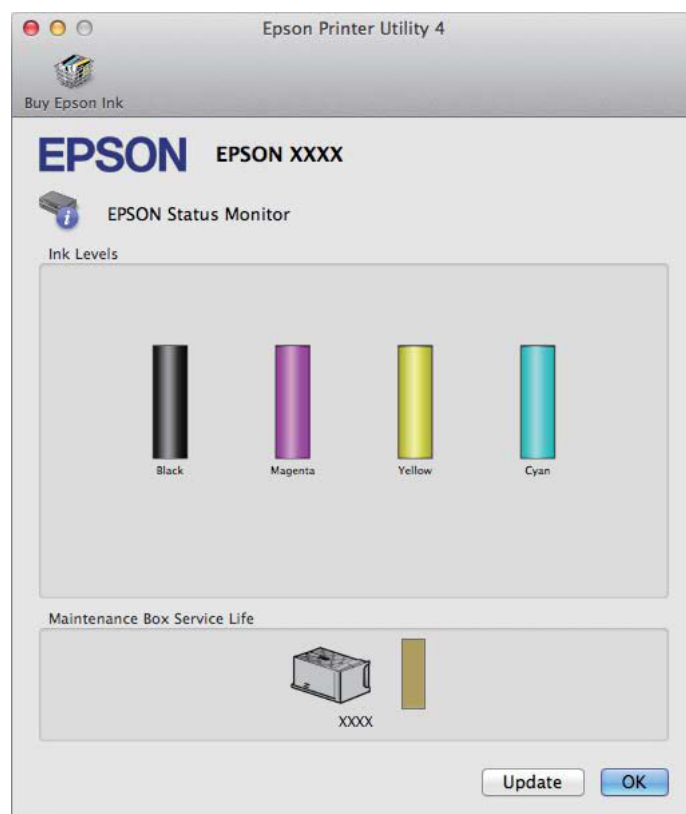 Epson Printer Utility 4
Buy Epson Ink
EPSON EPSON XXXX
i EPSON Status Monitor
Ink Levels
Black Magenta Yellow Cyan
Maintenance Box Service Life
XXXX
Update OK